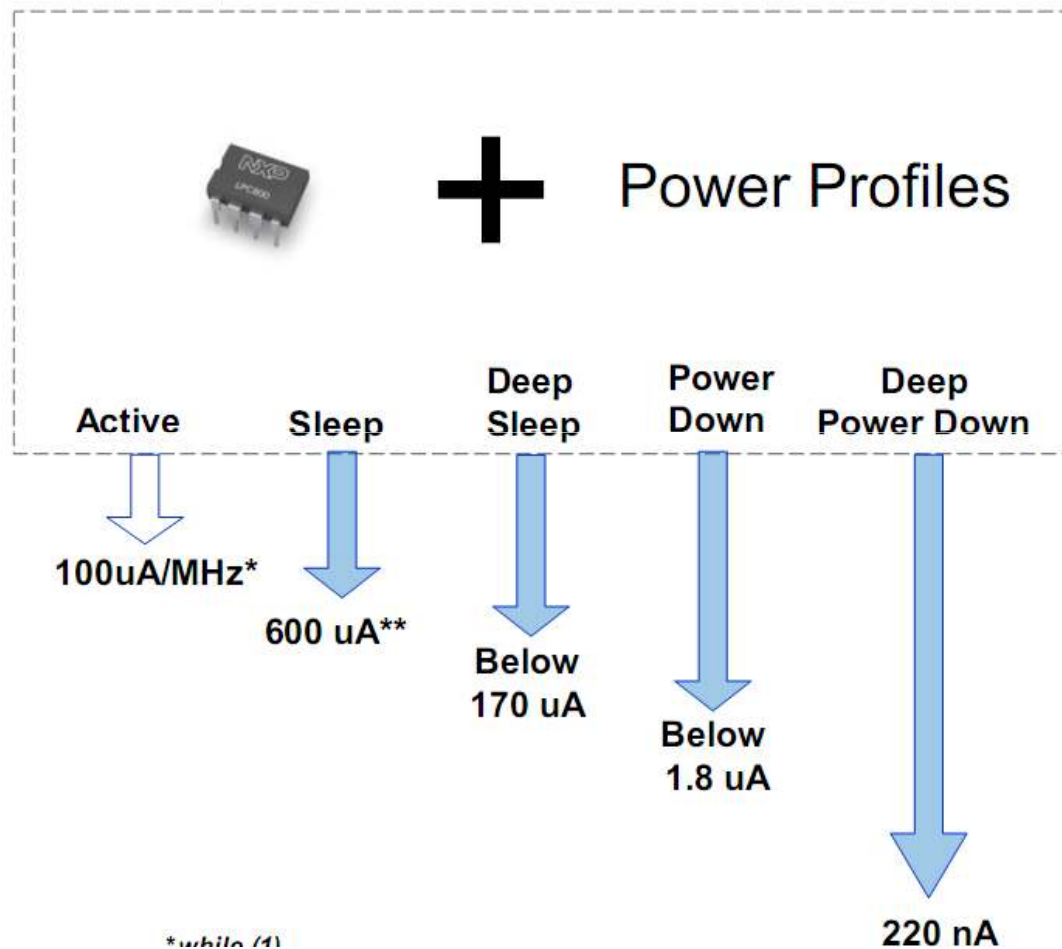 NXP
LPC800
Power Profiles
Active
Sleep
Deep
Sleep
Power
Down
Deep
Power Down
100uA/MHz*
600 uA**
Below
170 uA
Below
1.8 uA
220 nA
*while (1)